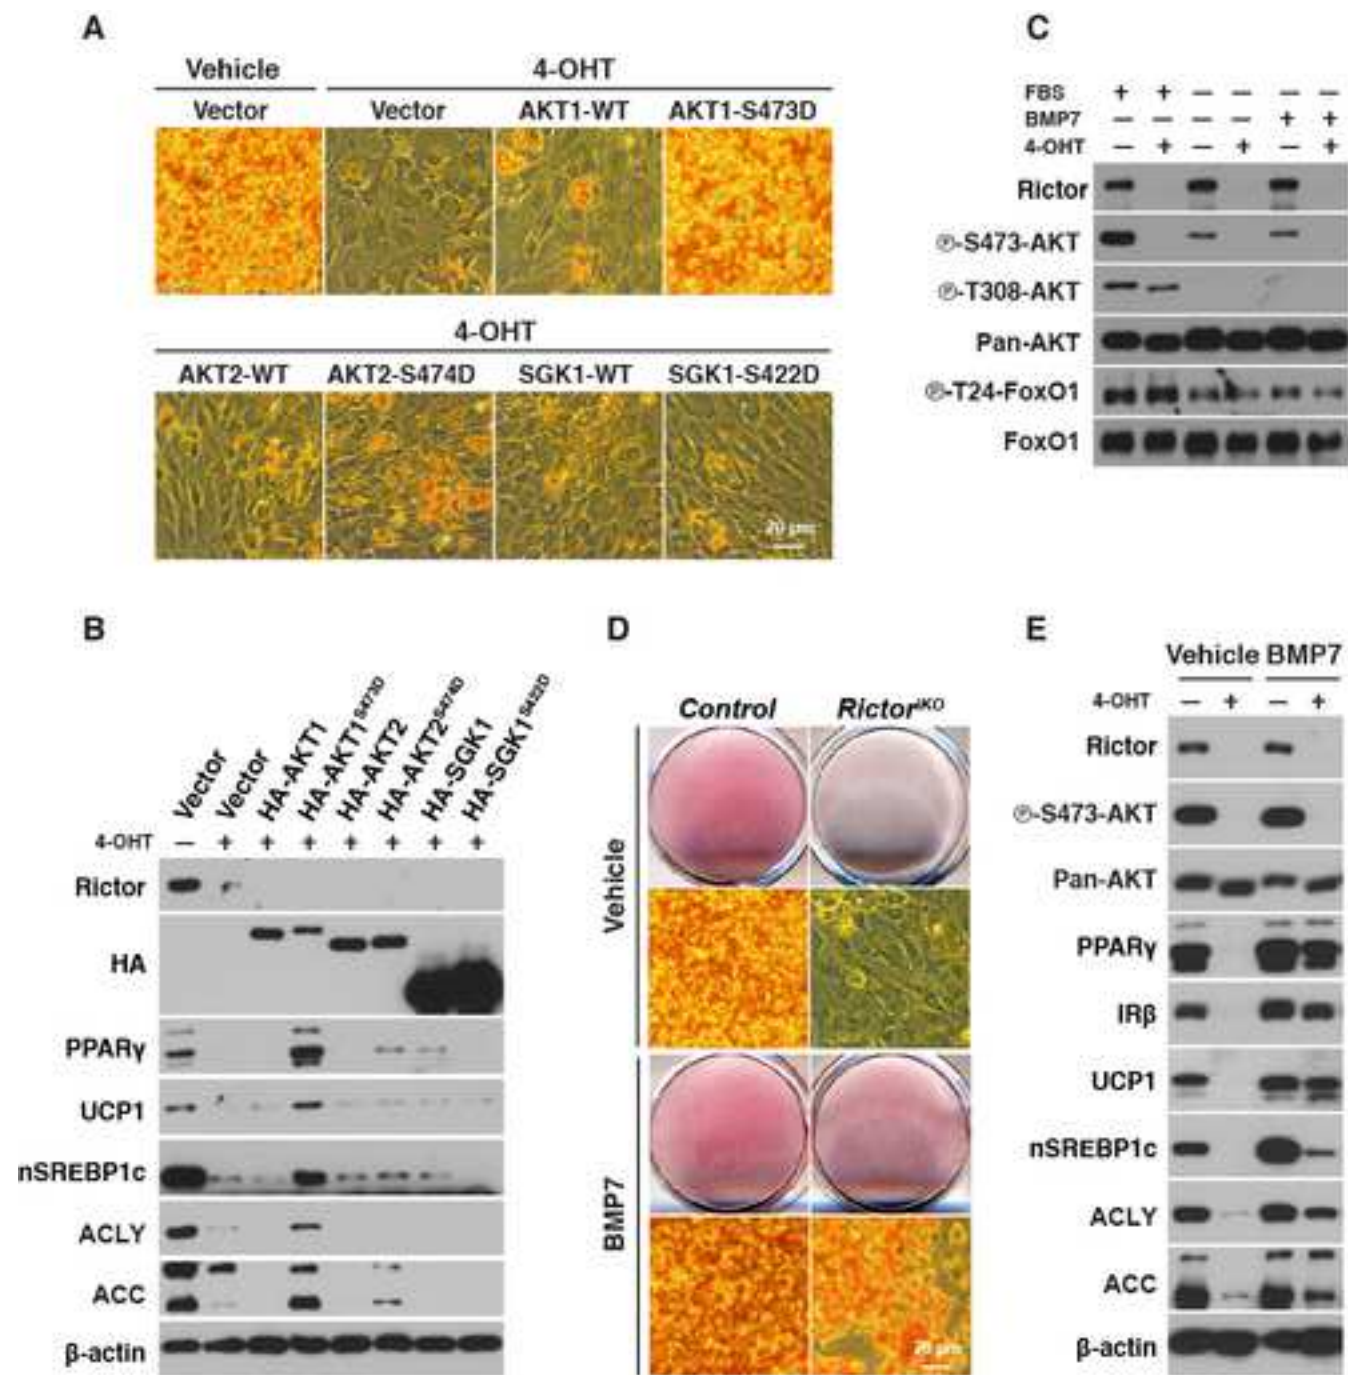 A
Vehicle 4-OHT
Vector Vector AKT1-WT AKT1-S473D
4-OHT
AKT2-WT AKT2-S474D SGK1-WT SGK1-S422D
20 µm
C
FBS + + — — — —
BMP7 — — — — + +
4-OHT — + — + — +
Rictor
Ⓟ-S473-AKT
Ⓟ-T308-AKT
Pan-AKT
Ⓟ-T24-FoxO1
FoxO1
B
Vector Vector HA-AKT1 HA-AKT1S473D HA-AKT2 HA-AKT2S474D HA-SGK1 HA-SGK1S422D
4-OHT — + + + + + + +
Rictor
HA
PPARγ
UCP1
nSREBP1c
ACLY
ACC
β-actin
D
Control RictoriKO
Vehicle
BMP7
20 µm
E
Vehicle BMP7
4-OHT — + — +
Rictor
Ⓟ-S473-AKT
Pan-AKT
PPARγ
IRβ
UCP1
nSREBP1c
ACLY
ACC
β-actin